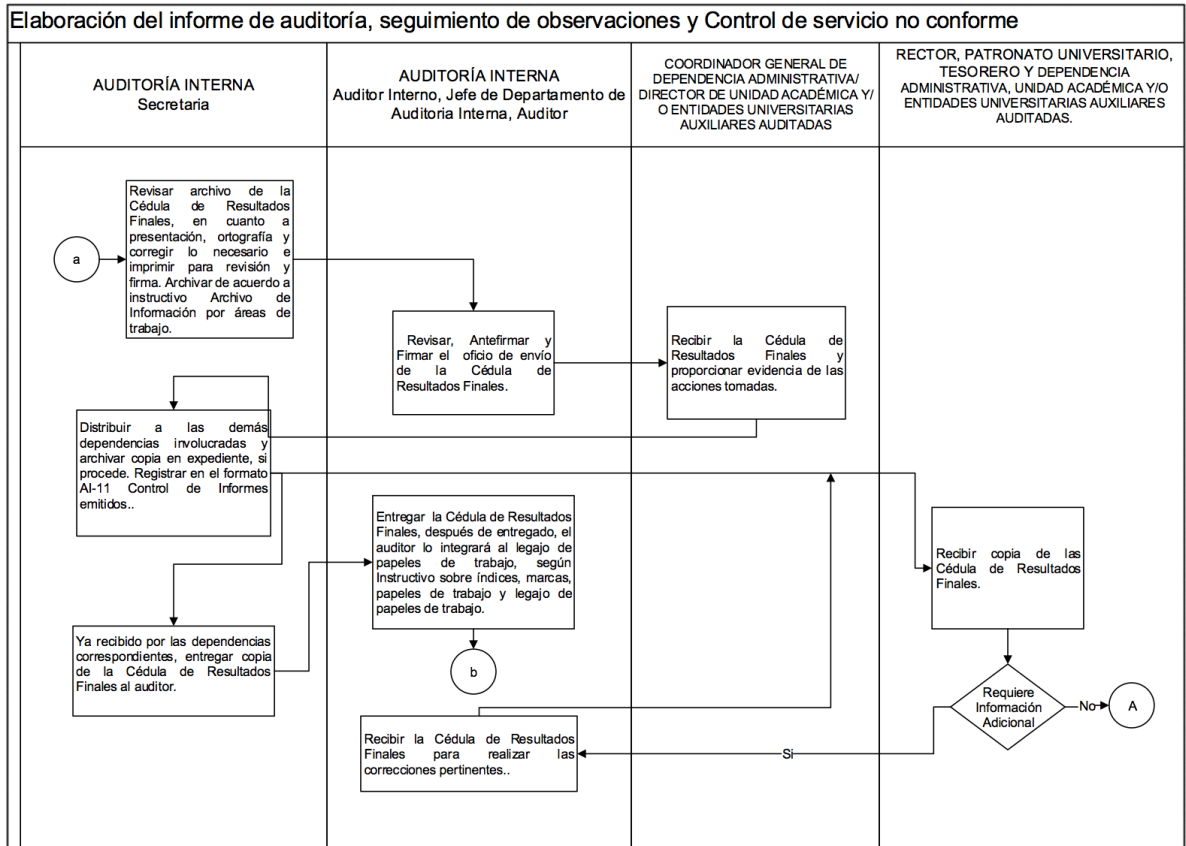 Elaboración del informe de auditoría, seguimiento de observaciones y Control de servicio no conforme
AUDITORÍA INTERNA
Secretaria
AUDITORÍA INTERNA
Auditor Interno, Jefe de Departamento de
Auditoria Interna, Auditor
COORDINADOR GENERAL DE
DEPENDENCIA ADMINISTRATIVA/
DIRECTOR DE UNIDAD ACADÉMICA Y/
O ENTIDADES UNIVERSITARIAS
AUXILIARES AUDITADAS
RECTOR, PATRONATO UNIVERSITARIO,
TESORERO Y DEPENDENCIA
ADMINISTRATIVA, UNIDAD ACADÉMICA Y/O
ENTIDADES UNIVERSITARIAS AUXILIARES
AUDITADAS.
a
Revisar archivo de la
Cédula de Resultados
Finales, en cuanto a
presentación, ortografía y
corregir lo necesario e
imprimir para revisión y
firma. Archivar de acuerdo a
instructivo Archivo de
Información por áreas de
trabajo.
Revisar, Antefirmar y
Firmar el oficio de envío
de la Cédula de
Resultados Finales.
Recibir la Cédula de
Resultados Finales y
proporcionar evidencia de las
acciones tomadas.
Distribuir a las demás
dependencias involucradas y
archivar copia en expediente, si
procede. Registrar en el formato
AI-11 Control de Informes
emitidos..
Entregar la Cédula de Resultados
Finales, después de entregado, el
auditor lo integrará al legajo de
papeles de trabajo, según
Instructivo sobre índices, marcas,
papeles de trabajo y legajo de
papeles de trabajo.
Recibir copia de las
Cédula de Resultados
Finales.
Ya recibido por las dependencias
correspondientes, entregar copia
de la Cédula de Resultados
Finales al auditor.
b
Requiere
Información
Adicional
No
A
Si
Recibir la Cédula de Resultados
Finales para realizar las
correcciones pertinentes..